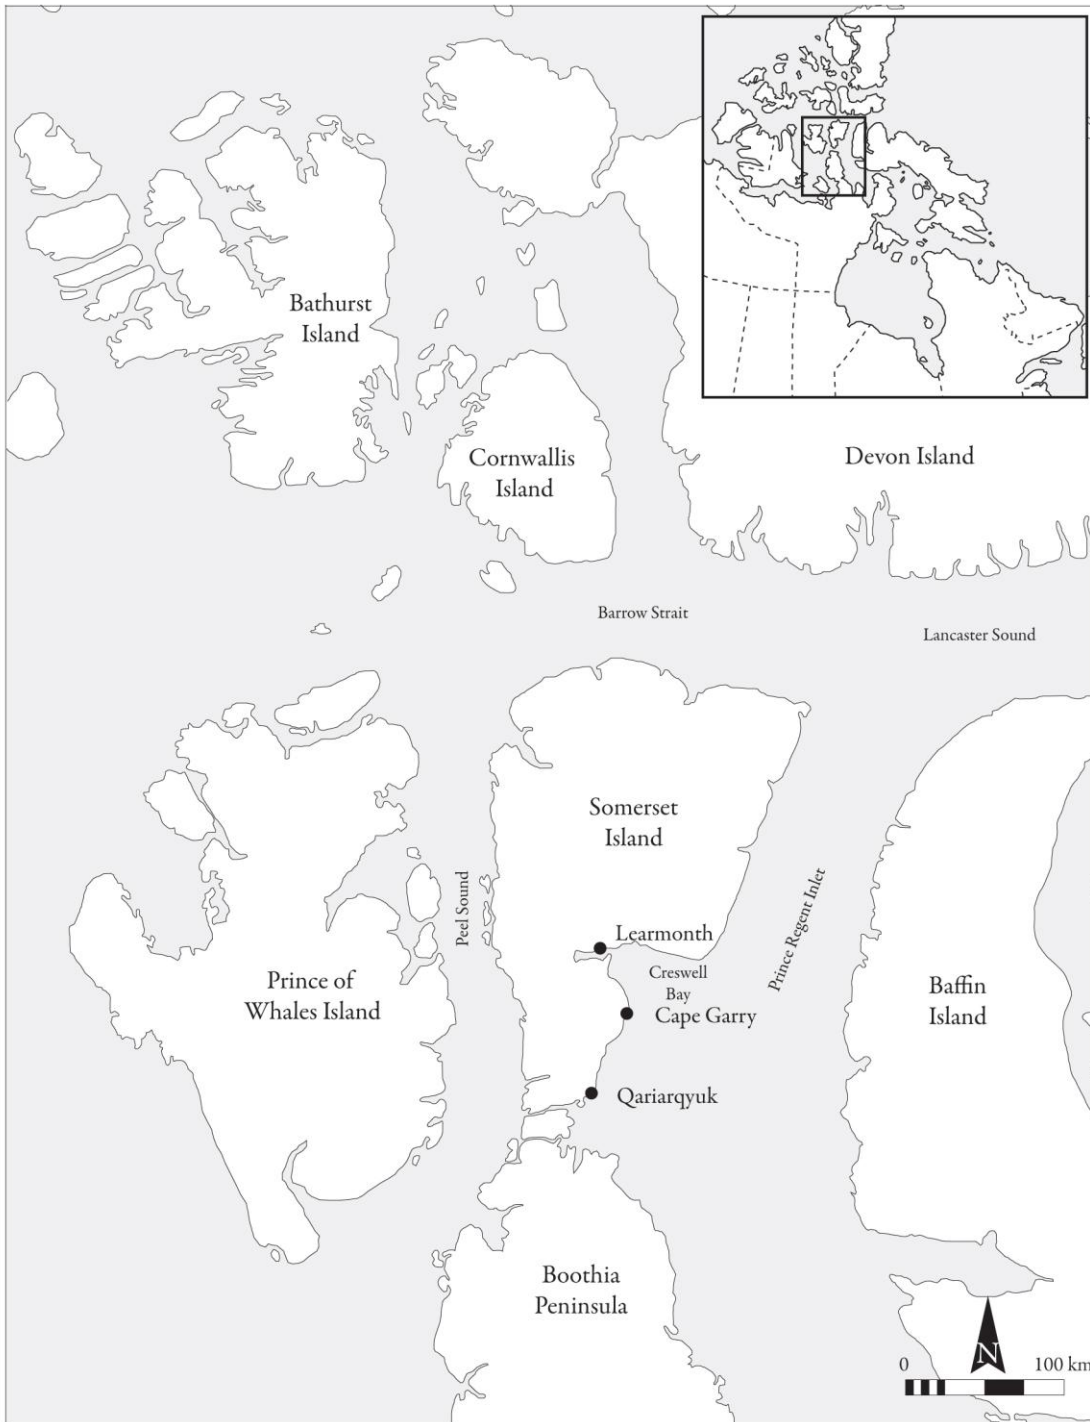 Bathurst
Island
Cornwallis
Island
Devon Island
Barrow Strait
Lancaster Sound
Somerset
Island
Peel Sound
Prince Regent Inlet
Learmonth
Creswell
Bay
Cape Garry
Prince of
Whales Island
Baffin
Island
Qariarqyuk
Boothia
Peninsula
N
0 100 km